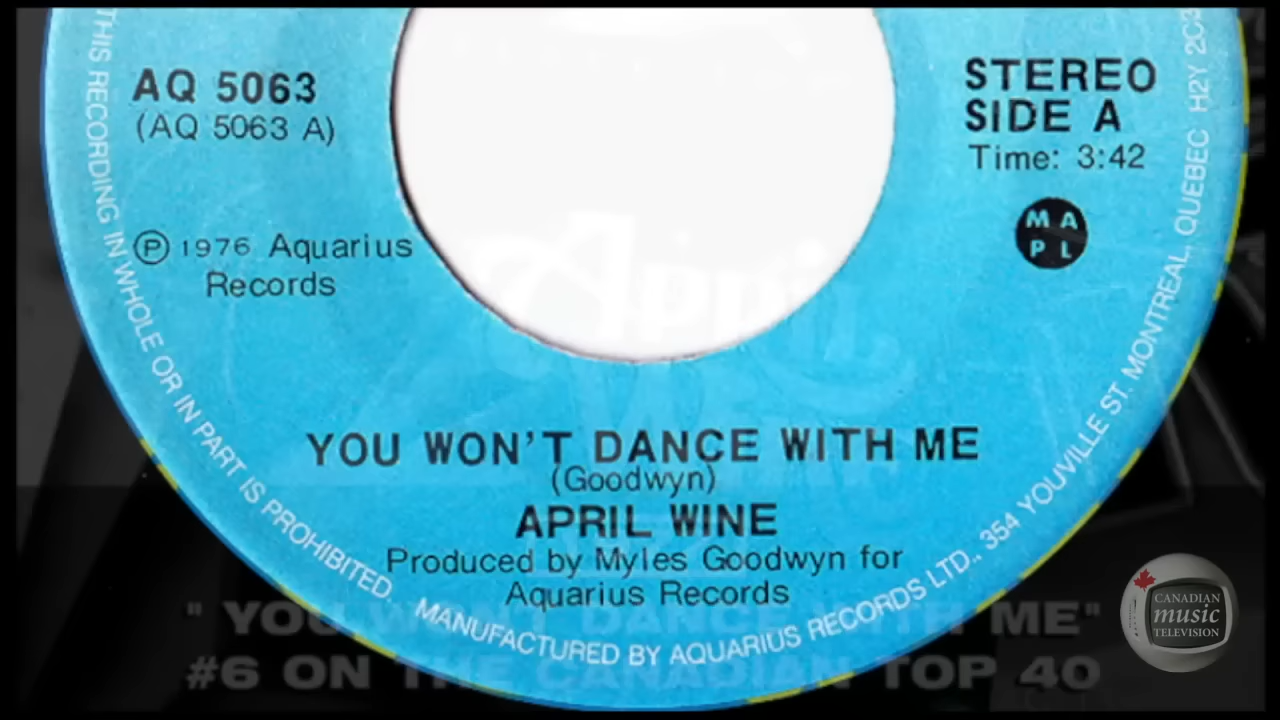 AQ 5063
(AQ 5063 A)
STEREO
SIDE A
Time: 3:42
M A
P L
℗ 1976 Aquarius
Records
April
Wine
YOU WON'T DANCE WITH ME
(Goodwyn)
APRIL WINE
Produced by Myles Goodwyn for
Aquarius Records
THIS RECORDING IN WHOLE OR IN PART IS PROHIBITED. MANUFACTURED BY AQUARIUS RECORDS LTD., 354 YOUVILLE ST. MONTREAL, QUEBEC H2Y 2C3
" YOU WON'T DANCE WITH ME"
#6 ON THE CANADIAN TOP 40
CANADIAN
music
TELEVISION